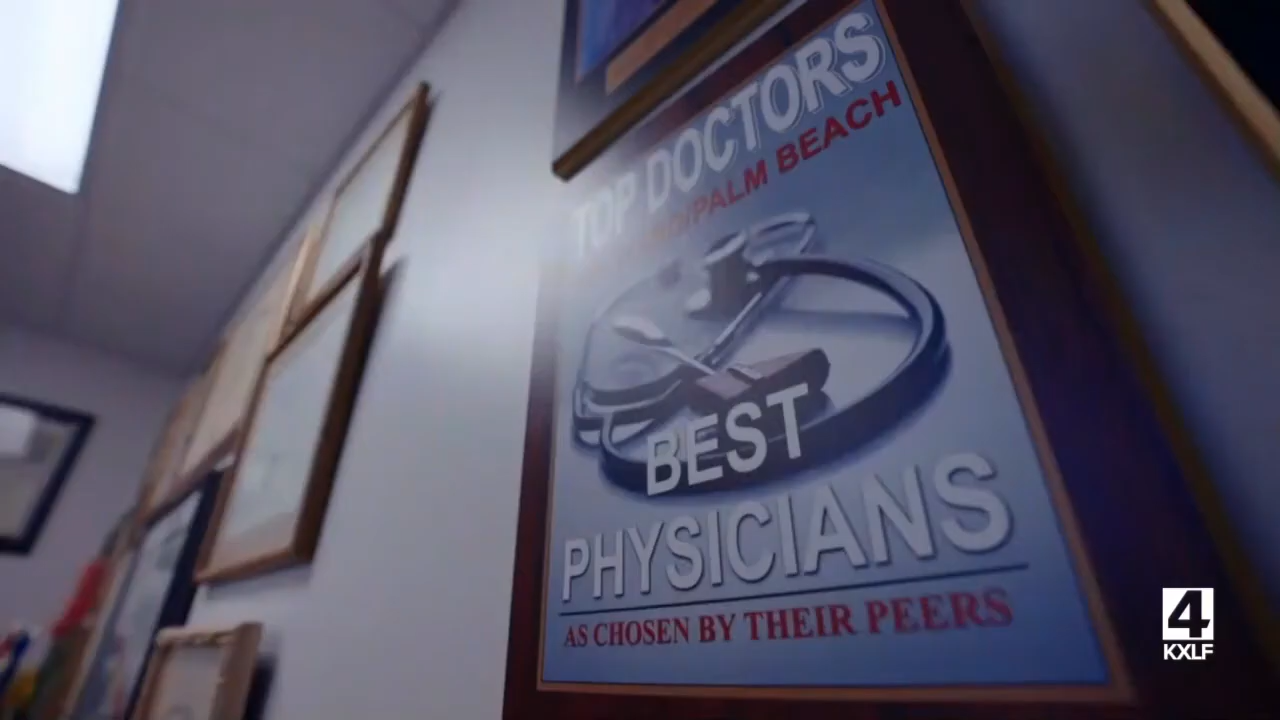 TOP DOCTORS
PALM BEACH
BEST
PHYSICIANS
AS CHOSEN BY THEIR PEERS
4
KXLF